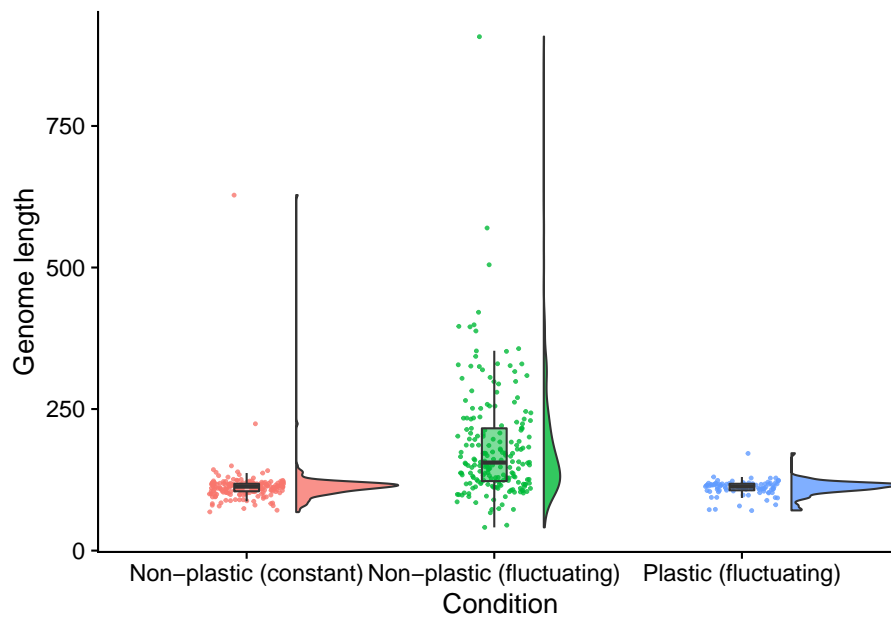 Genome length
750
500
250
0
Non−plastic (constant) Non−plastic (fluctuating) Plastic (fluctuating)
Condition